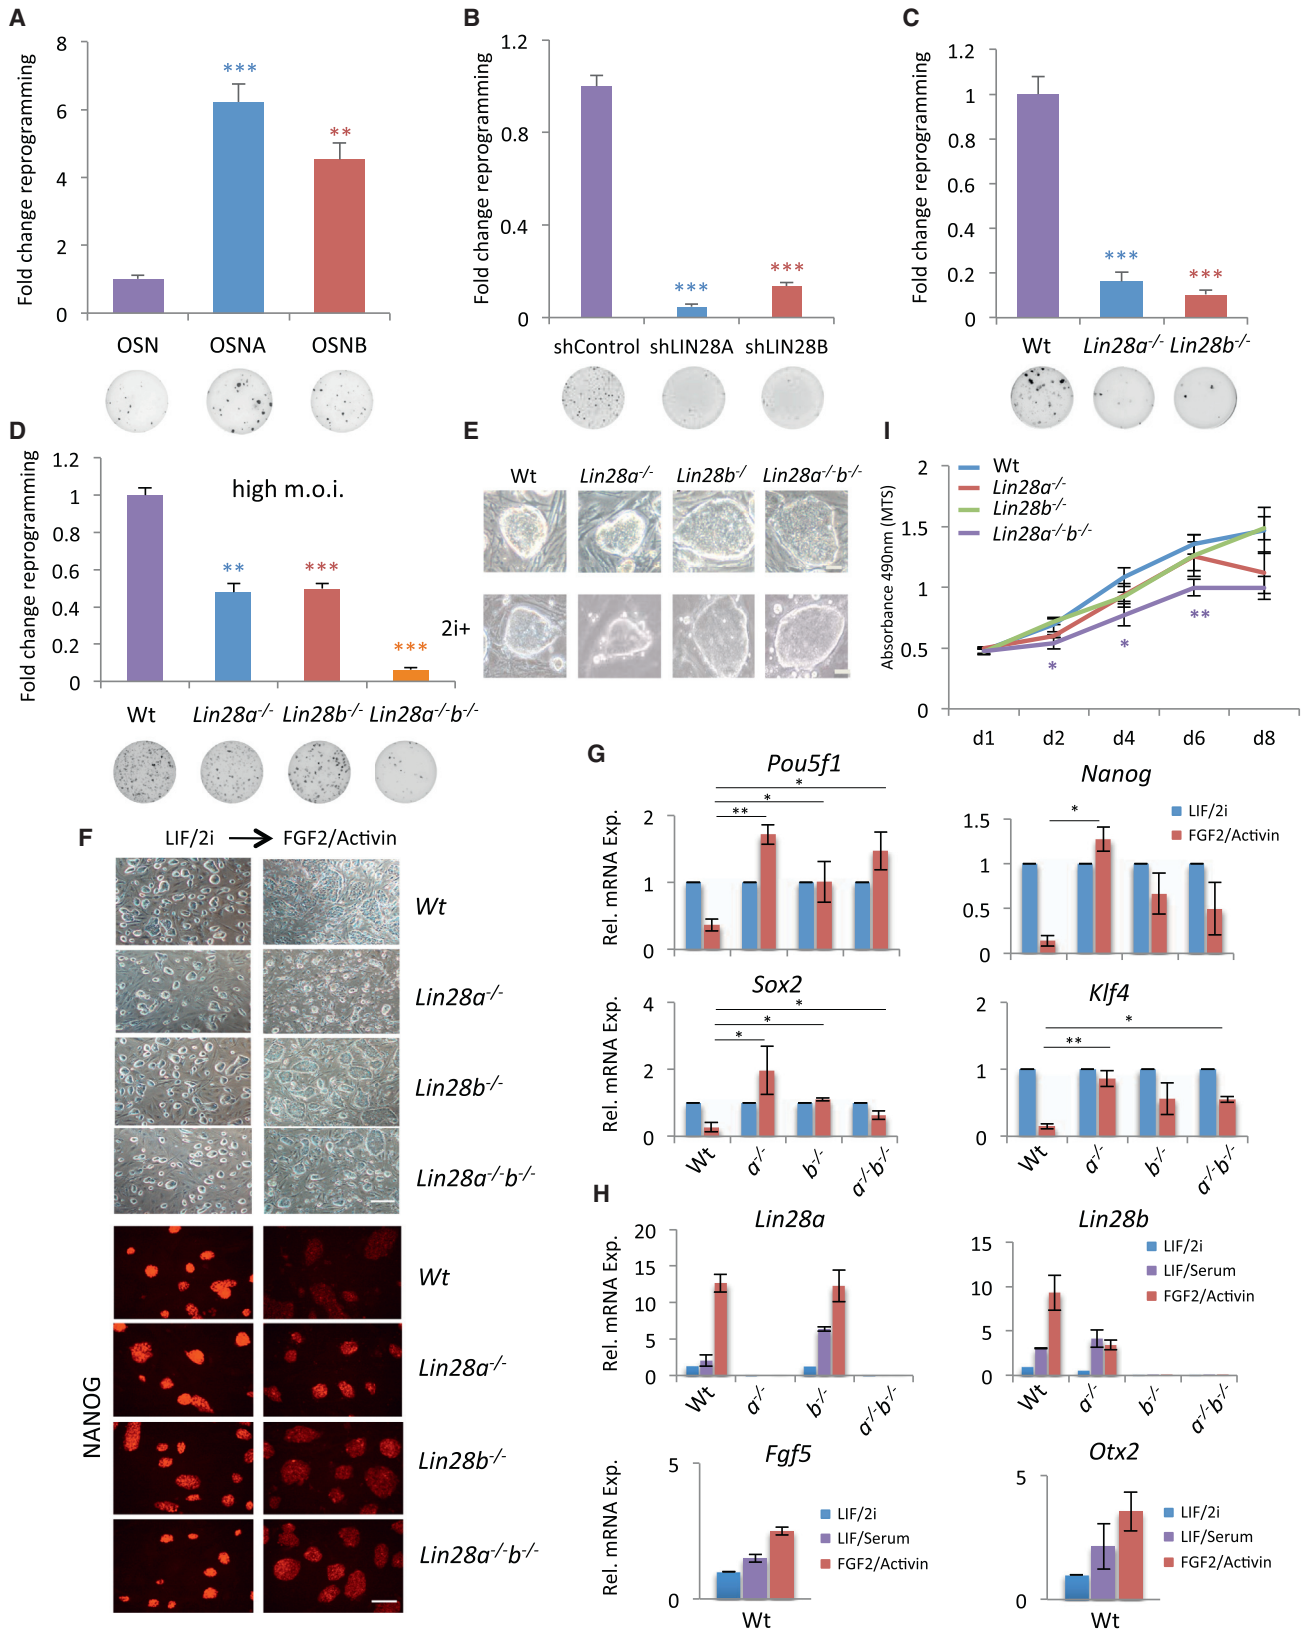 A
Fold change reprogramming
8
6
4
2
0
***
**
OSN OSNA OSNB
B
Fold change reprogramming
1.2
0.8
0.4
0
***
***
shControl shLIN28A shLIN28B
C
Fold change reprogramming
1.2
1
0.8
0.6
0.4
0.2
0
***
***
Wt Lin28a-/- Lin28b-/-
D
Fold change reprogramming
1.2
1
0.8
0.6
0.4
0.2
0
high m.o.i.
**
***
***
Wt Lin28a-/- Lin28b-/- Lin28a-/-b-/-
E
Wt Lin28a-/- Lin28b-/ Lin28a-/-b-/-
2i+
I
Absorbance 490nm (MTS)
2
1.5
1
0.5
0
Wt
Lin28a-/-
Lin28b-/-
Lin28a-/-b-/-
*
*
**
d1 d2 d4 d6 d8
F
LIF/2i FGF2/Activin
Wt
Lin28a-/-
Lin28b-/-
Lin28a-/-b-/-
NANOG
Wt
Lin28a-/-
Lin28b-/-
Lin28a-/-b-/-
G
Pou5f1
Rel. mRNA Exp.
2
1
0
*
*
**
Nanog
1.5
1
0.5
0
*
LIF/2i
FGF2/Activin
Sox2
Rel. mRNA Exp.
4
2
0
*
*
*
Wt a-/- b-/- a-/-b-/-
Klf4
2
1
0
*
**
Wt a-/- b-/- a-/-b-/-
H
Lin28a
Rel. mRNA Exp.
20
15
10
5
0
Wt a-/- b-/- a-/-b-/-
Lin28b
15
10
5
0
LIF/2i
LIF/Serum
FGF2/Activin
Wt a-/- b-/- a-/-b-/-
Fgf5
Rel. mRNA Exp.
5
0
LIF/2i
LIF/Serum
FGF2/Activin
Wt
Otx2
5
0
LIF/2i
LIF/Serum
FGF2/Activin
Wt